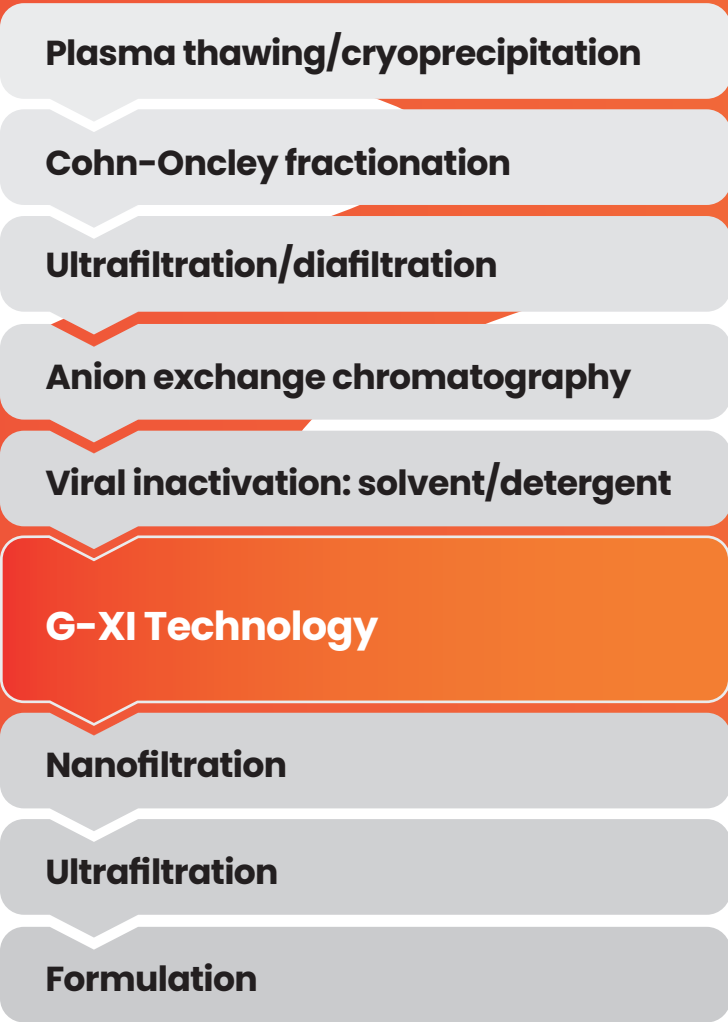 Plasma thawing/cryoprecipitation
Cohn-Oncley fractionation
Ultrafiltration/diafiltration
Anion exchange chromatography
Viral inactivation: solvent/detergent
G-XI Technology
Nanofiltration
Ultrafiltration
Formulation